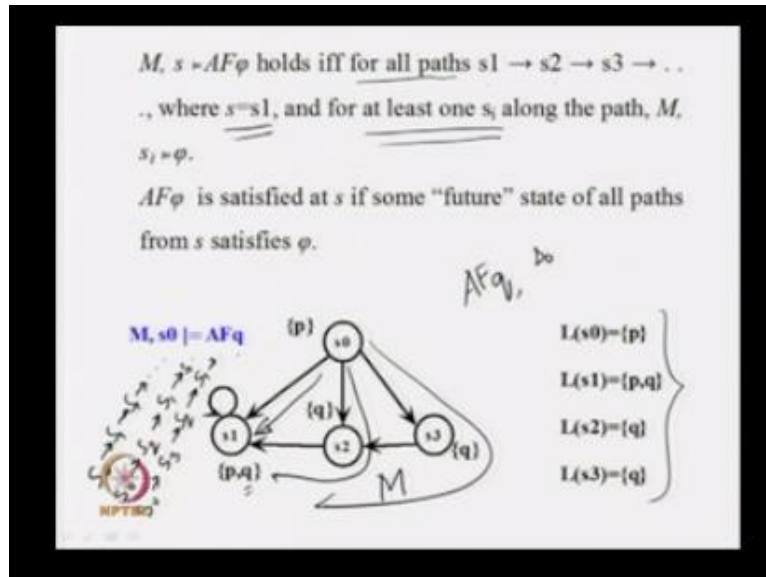 M, s ⊨ AFφ holds iff for all paths s1 → s2 → s3 → . .
., where s=s1, and for at least one sᵢ along the path, M,
sᵢ ⊨ φ.
AFφ is satisfied at s if some “future” state of all paths
from s satisfies φ.
AFq,
M, s0 |= AFq
{p}
s0
L(s0)={p}
L(s1)={p,q}
{q}
s1
s2
s3
{q}
L(s2)={q}
{p,q}
M
L(s3)={q}
NPTEL